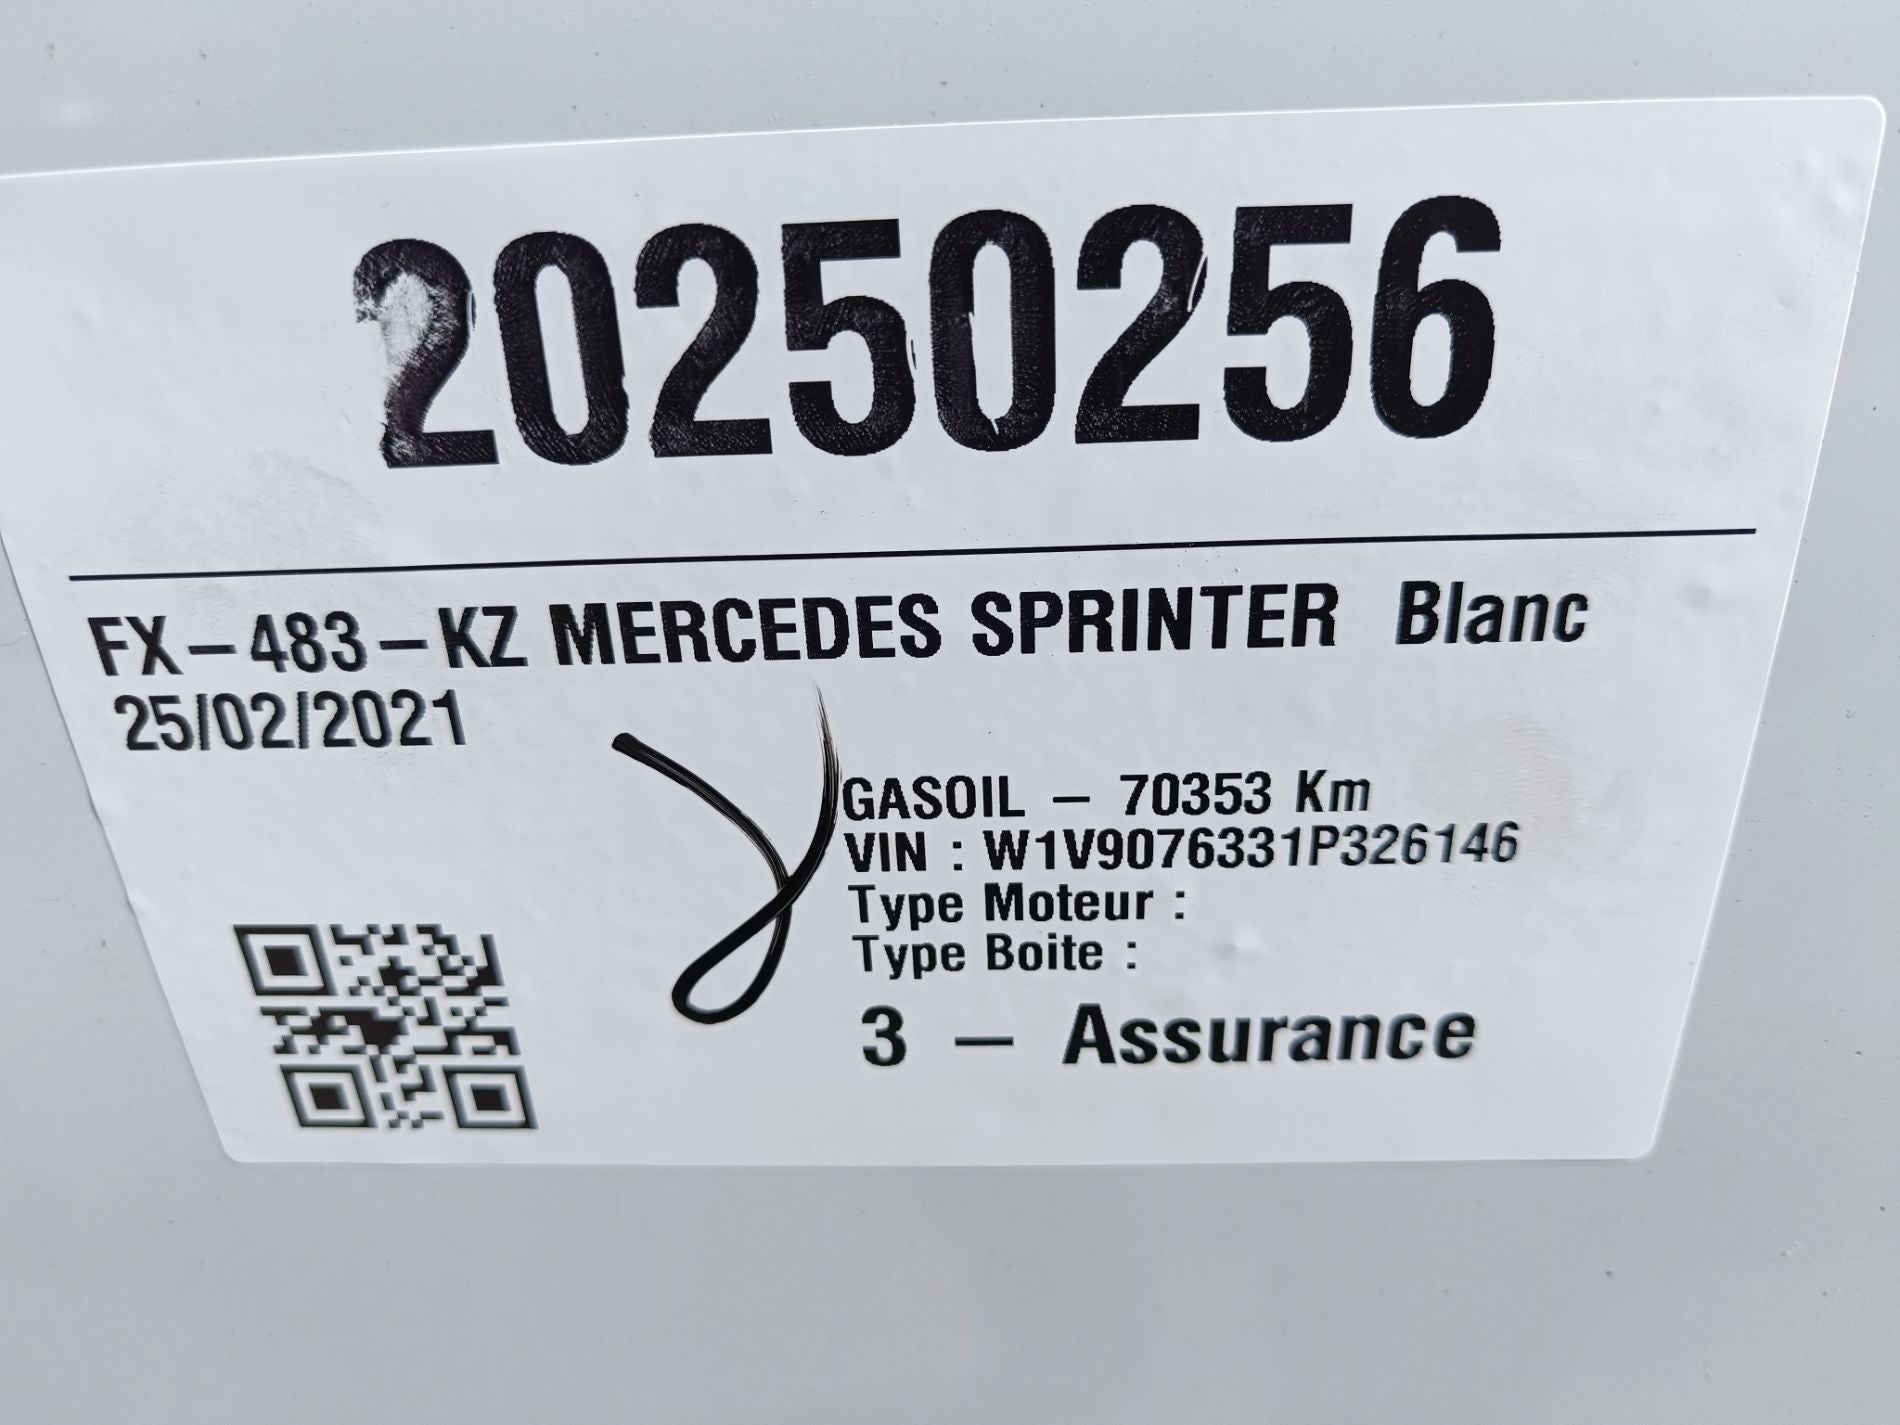 20250256
FX-483-KZ MERCEDES SPRINTER Blanc
25/02/2021
GASOIL - 70353 Km
VIN : W1V9076331P326146
Type Moteur :
Type Boite :
3 - Assurance